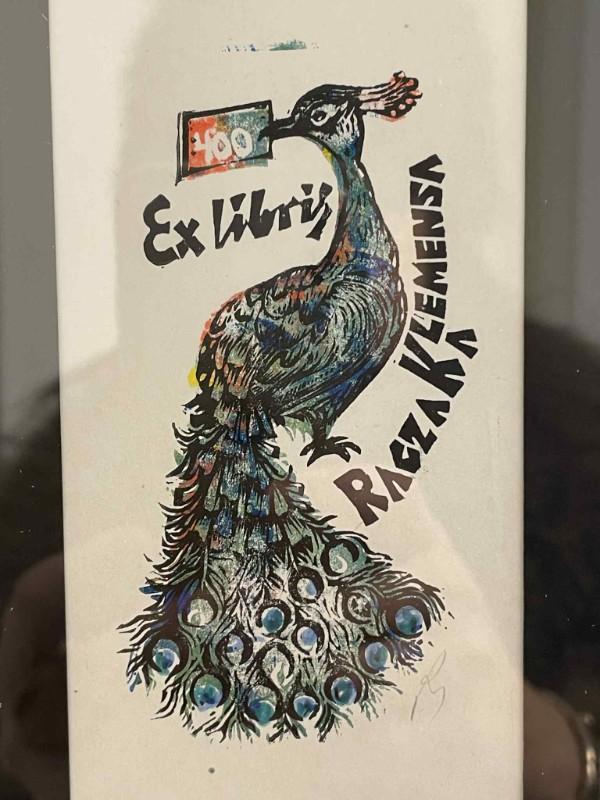 400
Ex libris
RACZAKA
KLEMENSA